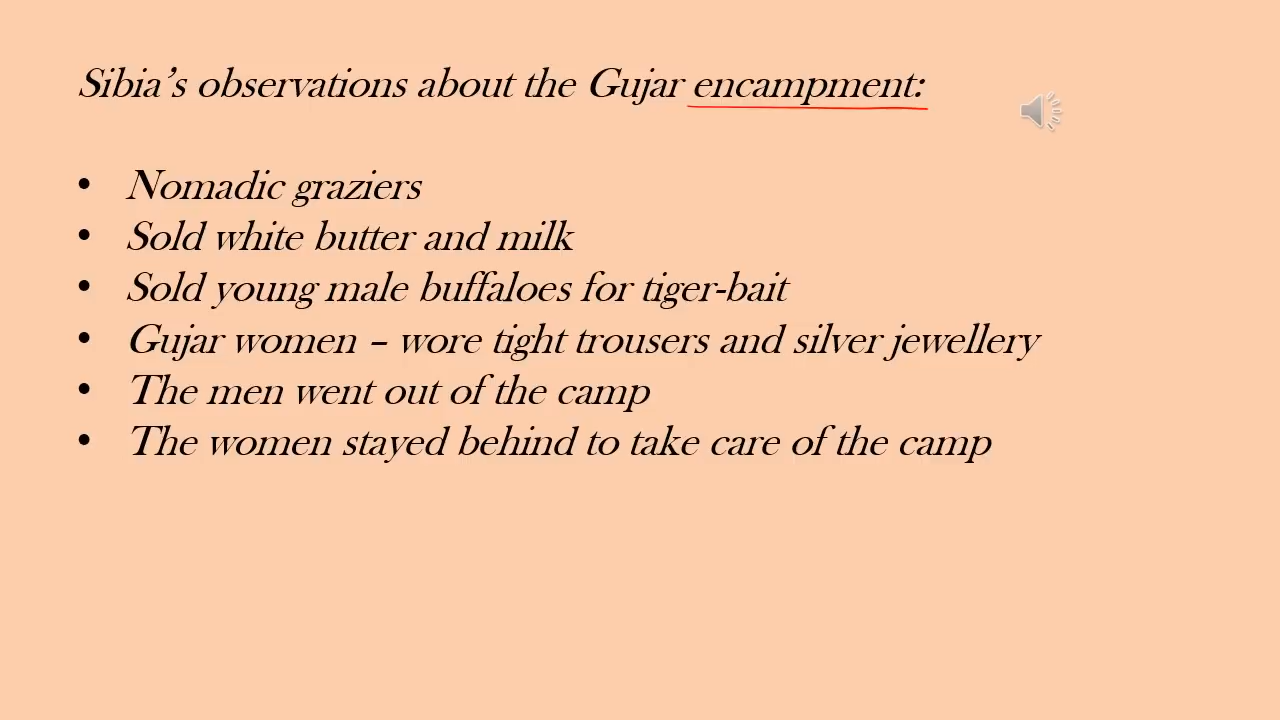 Sibia's observations about the Gujar encampment:
• Nomadic graziers
• Sold white butter and milk
• Sold young male buffaloes for tiger-bait
• Gujar women – wore tight trousers and silver jewellery
• The men went out of the camp
• The women stayed behind to take care of the camp